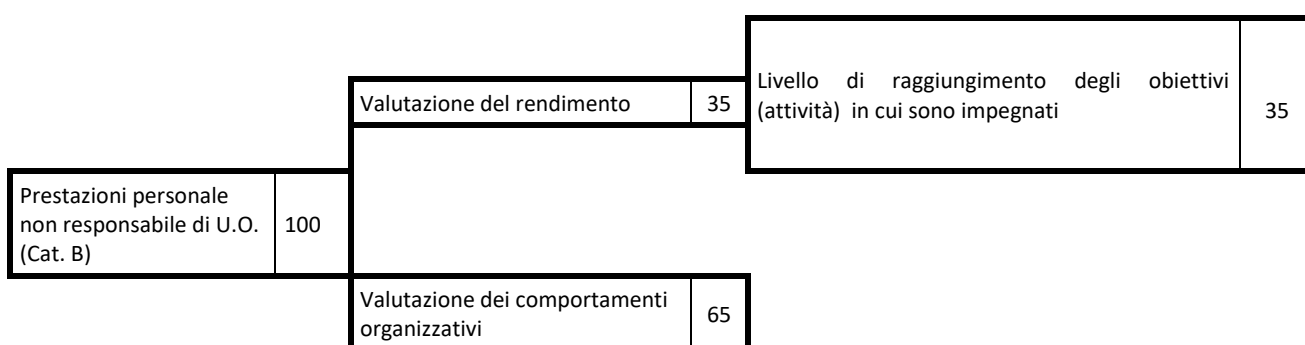 Livello di raggiungimento degli obiettivi
(attività) in cui sono impegnati
35
Valutazione del rendimento
35
Prestazioni personale
non responsabile di U.O.
(Cat. B)
100
Valutazione dei comportamenti
organizzativi
65